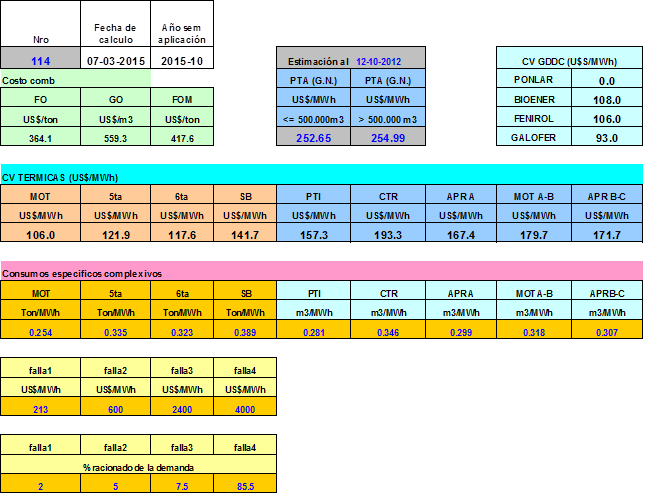 Nro Fecha de calculo Año sem aplicación
114 07-03-2015 2015-10 Estimación al 12-10-2012 CV GDDC (U$S/MWh)
Costo comb PTA (G.N.) PTA (G.N.) PONLAR 0.0
FO GO FOM US$/MWh US$/MWh BIOENER 108.0
US$/ton US$/m3 US$/ton <= 500.000m3 > 500.000 m3 FENIROL 106.0
364.1 559.3 417.6 252.65 254.99 GALOFER 93.0
CV TERMICAS (US$/MWh)
MOT 5ta 6ta SB PTI CTR APR A MOT A-B APR B-C
US$/MWh US$/MWh US$/MWh US$/MWh US$/MWh US$/MWh US$/MWh US$/MWh US$/MWh
106.0 121.9 117.6 141.7 157.3 193.3 167.4 179.7 171.7
Consumos especificos complexivos
MOT 5ta 6ta SB PTI CTR APRA MOTA-B APRB-C
Ton/MWh Ton/MWh Ton/MWh Ton/MWh m3/MWh m3/MWh m3/MWh m3/MWh m3/MWh
0.254 0.335 0.323 0.389 0.281 0.346 0.299 0.318 0.307
falla1 falla2 falla3 falla4
US$/MWh US$/MWh US$/MWh US$/MWh
213 600 2400 4000
falla1 falla2 falla3 falla4
% racionado de la demanda
2 5 7.5 85.5